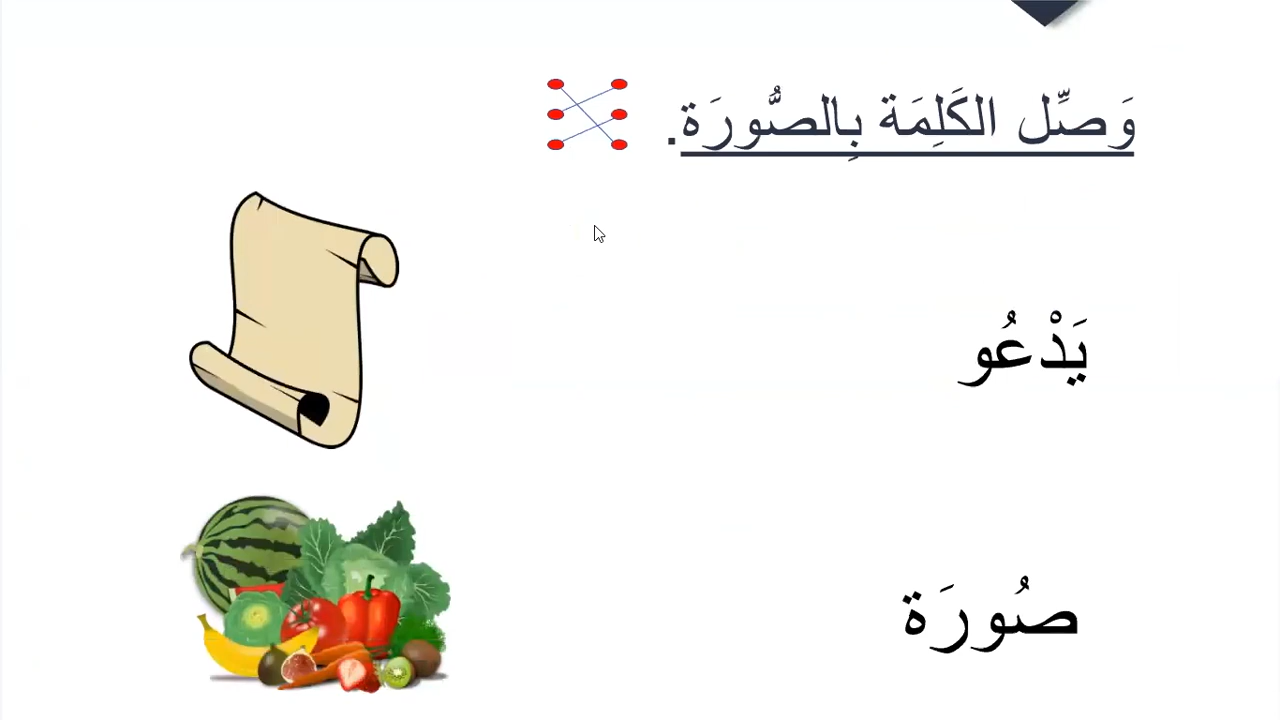 وَصِّل الكَلِمَة بِالصُّورَة.
يَدْعُو
صُورَة